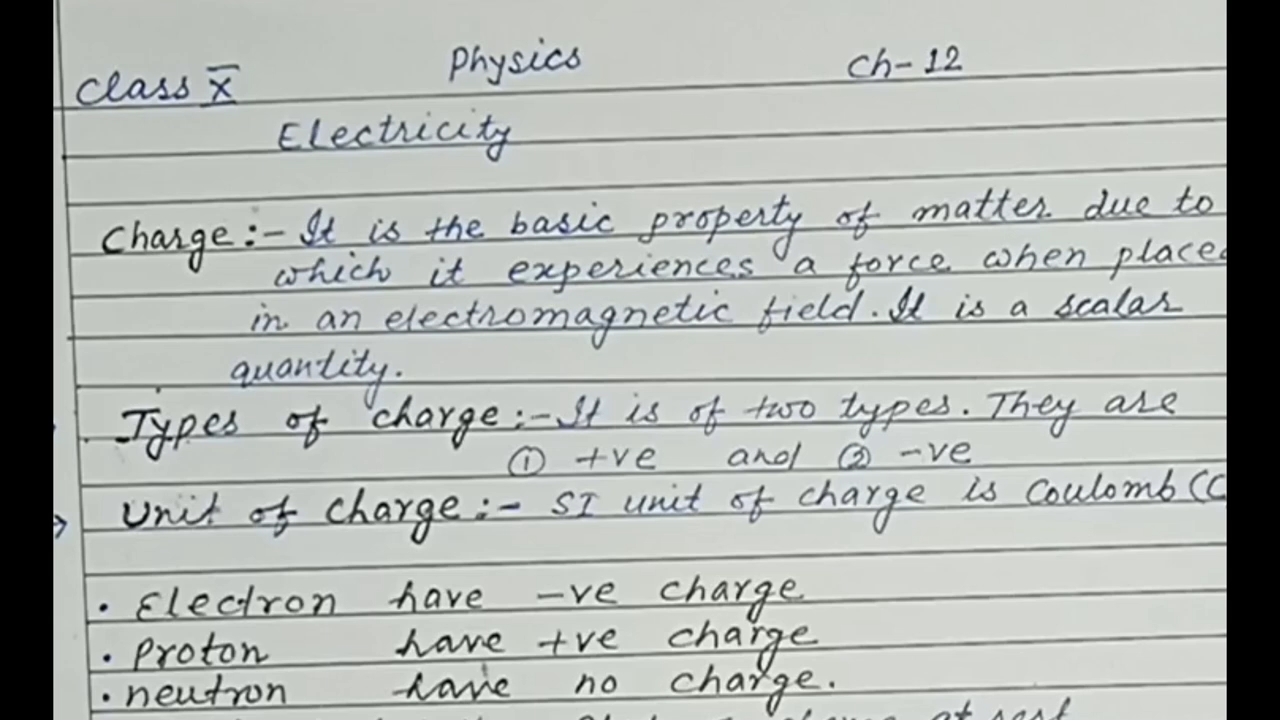 Class X̅ Physics Ch-12
Electricity
Charge:- It is the basic property of matter due to
which it experiences a force when placed
in an electromagnetic field. It is a scalar
quantity.
Types of charge:- It is of two types. They are
① +ve and ② -ve
→ Unit of charge:- SI unit of charge is Coulomb (C
• Electron have -ve charge
• Proton have +ve charge
• neutron have no charge.
at rest